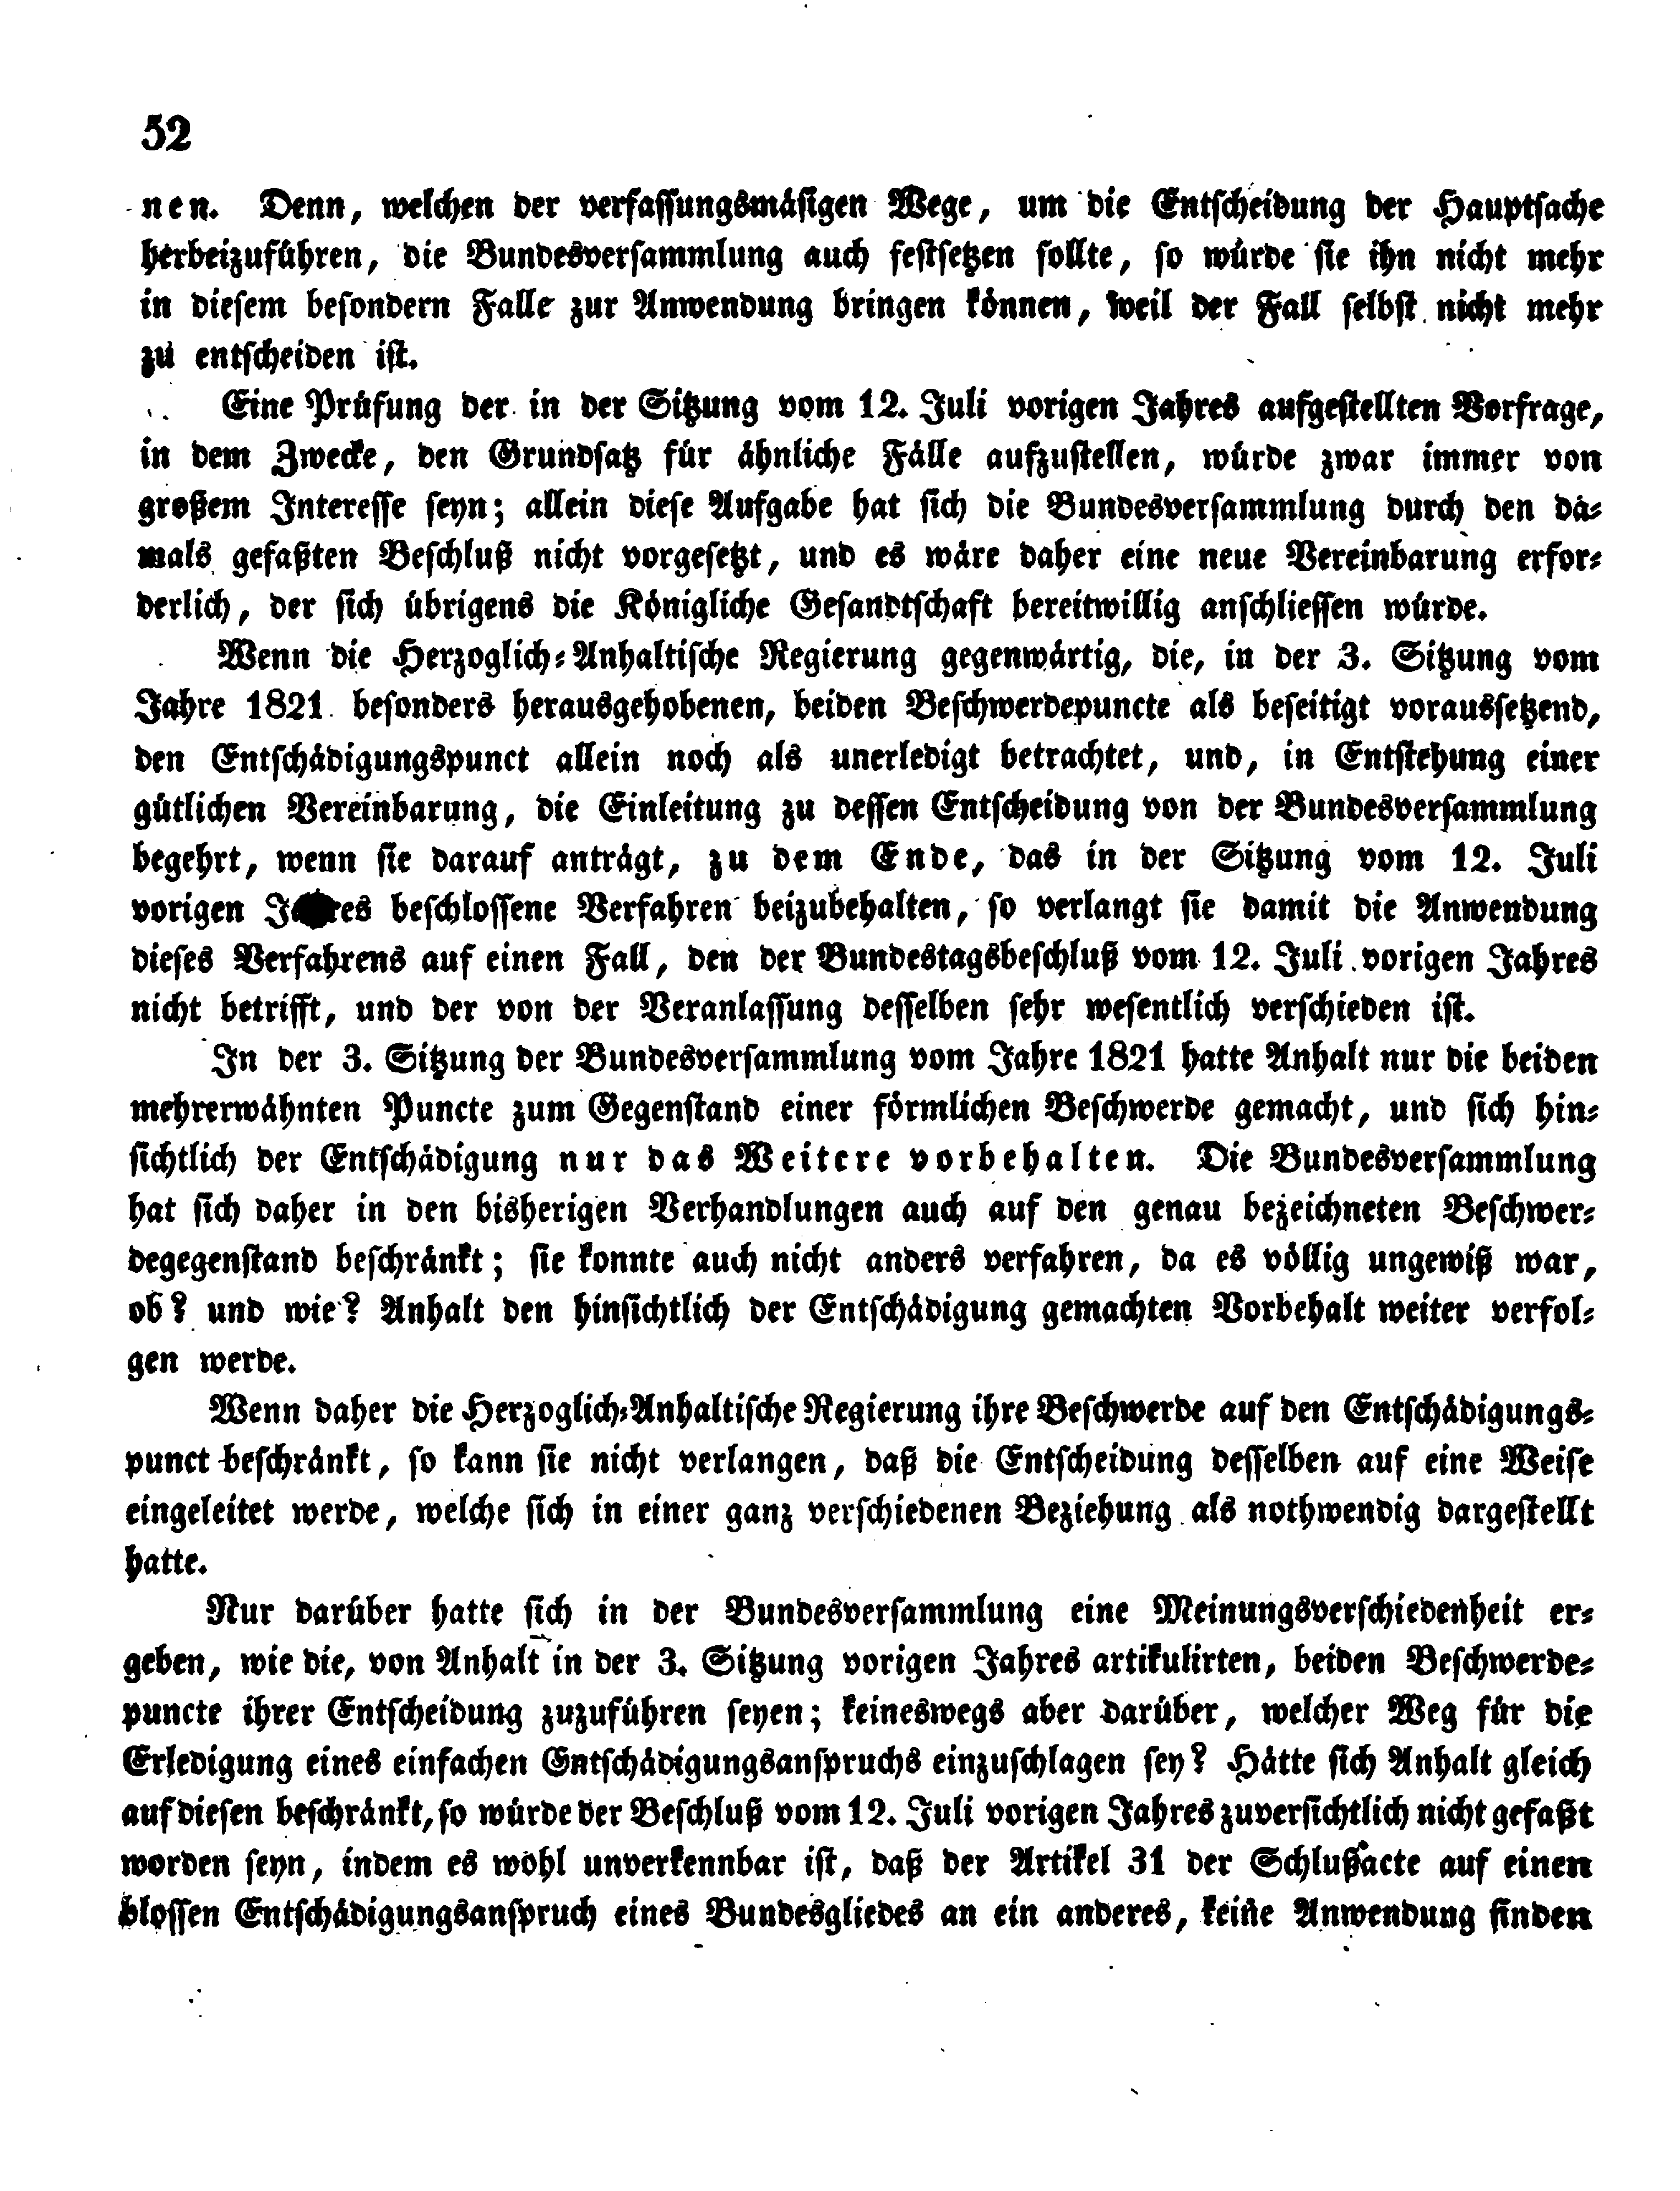 52
nen. Denn, welchen der verfassungsmäsigen Wege, um die Entscheidung der Hauptsache
herbeizuführen, die Bundesversammlung auch festsetzen sollte, so würde sie ihn nicht mehr
in diesem besondern Falle zur Anwendung bringen können, weil der Fall selbst nicht mehr
zu entscheiden ist.
Eine Prüfung der in der Sitzung vom 12. Juli vorigen Jahres aufgestellten Vorfrage,
in dem Zwecke, den Grundsatz für ähnliche Fälle aufzustellen, würde zwar immer von
großem Interesse seyn; allein diese Aufgabe hat sich die Bundesversammlung durch den da-
mals gefaßten Beschluß nicht vorgesetzt, und es wäre daher eine neue Vereinbarung erfor-
derlich, der sich übrigens die Königliche Gesandtschaft bereitwillig anschliessen würde.
Wenn die Herzoglich-Anhaltische Regierung gegenwärtig, die, in der 3. Sitzung vom
Jahre 1821 besonders herausgehobenen, beiden Beschwerdepuncte als beseitigt voraussetzend,
den Entschädigungspunct allein noch als unerledigt betrachtet, und, in Entstehung einer
gütlichen Vereinbarung, die Einleitung zu dessen Entscheidung von der Bundesversammlung
begehrt, wenn sie darauf anträgt, zu dem Ende, das in der Sitzung vom 12. Juli
vorigen Jahres beschlossene Verfahren beizubehalten, so verlangt sie damit die Anwendung
dieses Verfahrens auf einen Fall, den der Bundestagsbeschluß vom 12. Juli vorigen Jahres
nicht betrifft, und der von der Veranlassung desselben sehr wesentlich verschieden ist.
In der 3. Sitzung der Bundesversammlung vom Jahre 1821 hatte Anhalt nur die beiden
mehrerwähnten Puncte zum Gegenstand einer förmlichen Beschwerde gemacht, und sich hin-
sichtlich der Entschädigung nur das Weitere vorbehalten. Die Bundesversammlung
hat sich daher in den bisherigen Verhandlungen auch auf den genau bezeichneten Beschwer-
degegenstand beschränkt; sie konnte auch nicht anders verfahren, da es völlig ungewiß war,
ob? und wie? Anhalt den hinsichtlich der Entschädigung gemachten Vorbehalt weiter verfol-
gen werde.
Wenn daher die Herzoglich-Anhaltische Regierung ihre Beschwerde auf den Entschädigungs-
punct beschränkt, so kann sie nicht verlangen, daß die Entscheidung desselben auf eine Weise
eingeleitet werde, welche sich in einer ganz verschiedenen Beziehung als nothwendig dargestellt
hatte.
Nur darüber hatte sich in der Bundesversammlung eine Meinungsverschiedenheit er-
geben, wie die, von Anhalt in der 3. Sitzung vorigen Jahres artikulirten, beiden Beschwerde-
puncte ihrer Entscheidung zuzuführen seyen; keineswegs aber darüber, welcher Weg für die
Erledigung eines einfachen Entschädigungsanspruchs einzuschlagen sey? Hätte sich Anhalt gleich
auf diesen beschränkt, so würde der Beschluß vom 12. Juli vorigen Jahres zuversichtlich nicht gefaßt
worden seyn, indem es wohl unverkennbar ist, daß der Artikel 31 der Schlußacte auf einen
blossen Entschädigungsanspruch eines Bundesgliedes an ein anderes, keine Anwendung finden